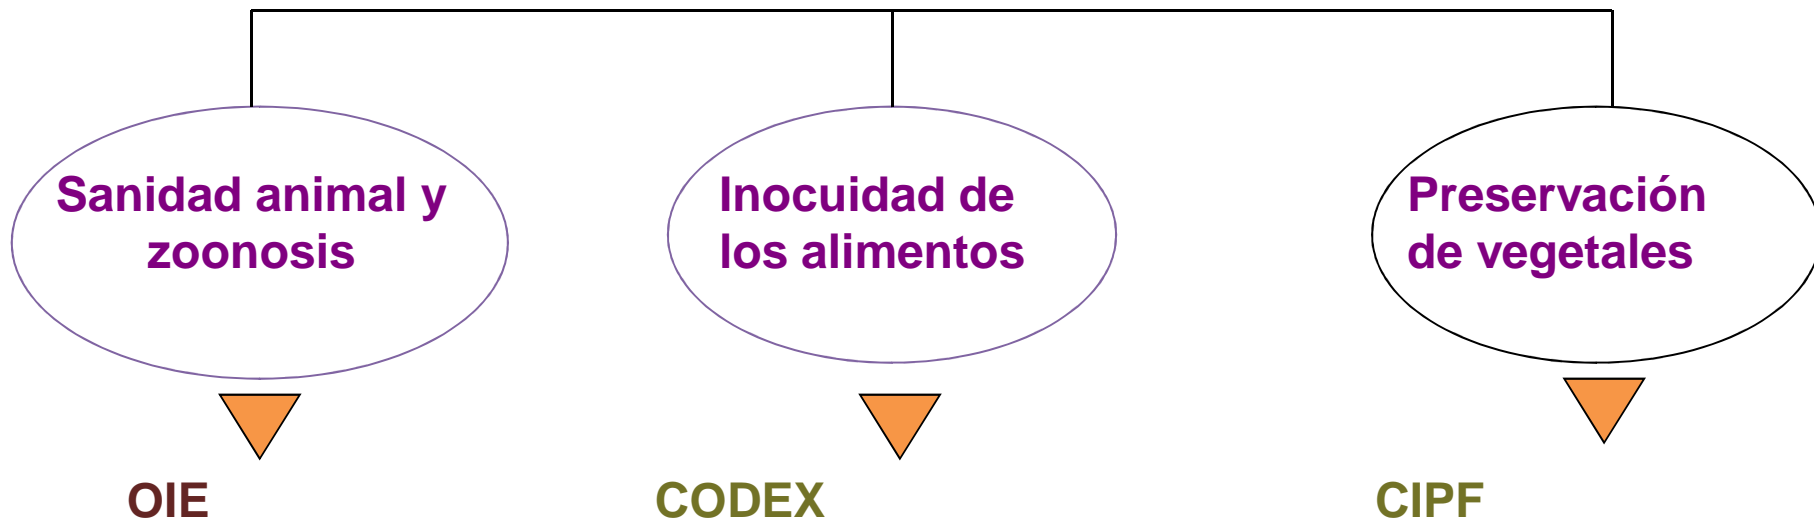 Sanidad animal y
zoonosis
Inocuidad de
los alimentos
Preservación
de vegetales
OIE
CODEX
CIPF